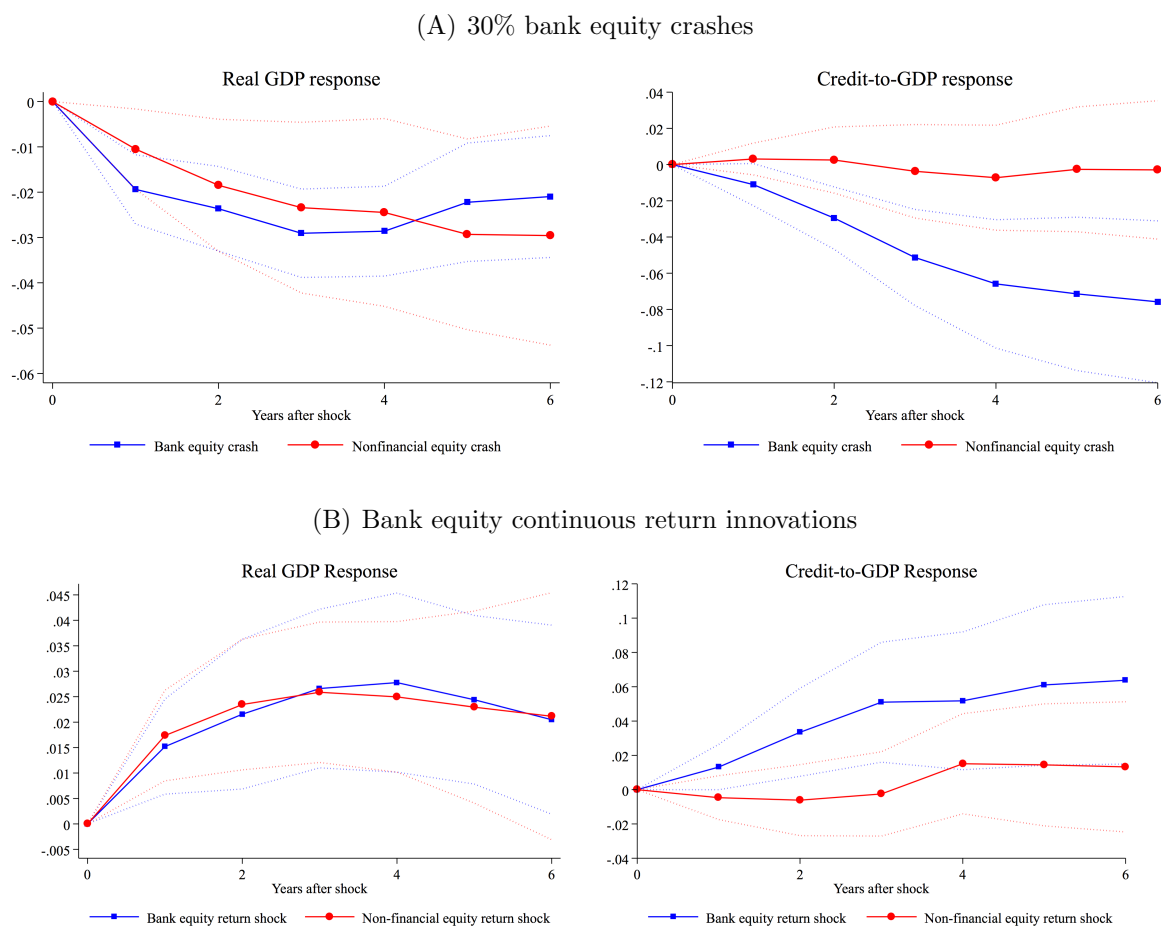 (A) 30% bank equity crashes
Real GDP response
0
-.01
-.02
-.03
-.04
-.05
-.06
0 2 4 6
Years after shock
Bank equity crash Nonfinancial equity crash
Credit-to-GDP response
.04
.02
0
-.02
-.04
-.06
-.08
-.1
-.12
0 2 4 6
Years after shock
Bank equity crash Nonfinancial equity crash
(B) Bank equity continuous return innovations
Real GDP Response
.045
.04
.035
.03
.025
.02
.015
.01
.005
0
-.005
0 2 4 6
Years after shock
Bank equity return shock Non-financial equity return shock
Credit-to-GDP Response
.12
.1
.08
.06
.04
.02
0
-.02
-.04
0 2 4 6
Years after shock
Bank equity return shock Non-financial equity return shock